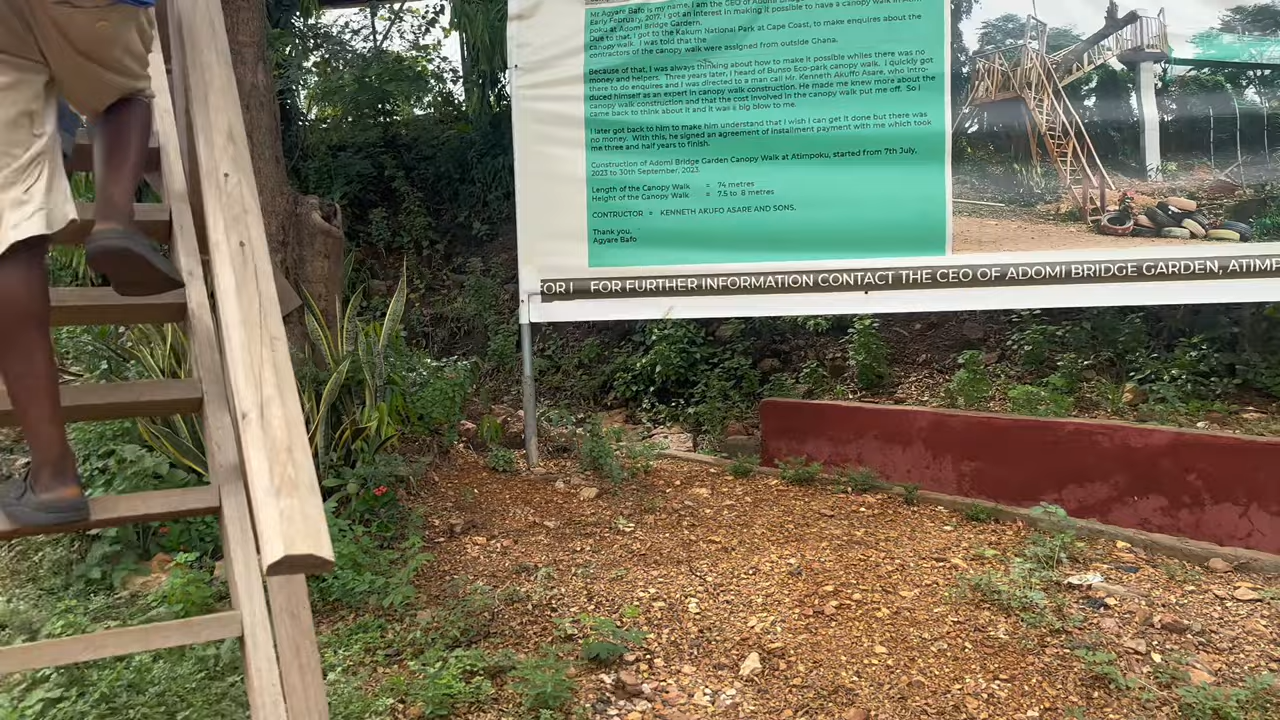 Mr Agyare Bafo is my name. I am the CEO of Adomi
Early February, 2017, I got an interest in making it possible to have a canopy walk in
poku at Adomi Bridge Gardern.
Due to that, I got to the Kakum National Park at Cape Coast, to make enquires about the
canopy walk. I was told that the
contractors of the canopy walk were assigned from outside Ghana.
Because of that, I was always thinking about how to make it possible whiles there was no
money and helpers. Three years later, I heard of Bunso Eco-park canopy walk. I quickly got
there to do enquires and I was directed to a man call Mr. Kenneth Akuffo Asare, who intro-
duced himself as an expert in canopy walk construction. He made me knew more about the
canopy walk construction and that the cost involved in the canopy walk put me off. So I
came back to think about it and it was a big blow to me.
I later got back to him to make him understand that I wish I can get it done but there was
no money. With this, he signed an agreement of installment payment with me which took
me three and half years to finish.
Construction of Adomi Bridge Garden Canopy Walk at Atimpoku, started from 7th July,
2023 to 30th September, 2023.
Length of the Canopy Walk = 74 metres
Height of the Canopy Walk = 7.5 to 8 metres
CONTRUCTOR = KENNETH AKUFO ASARE AND SONS.
Thank you,
Agyare Bafo
FOR I FOR FURTHER INFORMATION CONTACT THE CEO OF ADOMI BRIDGE GARDEN, ATIMP